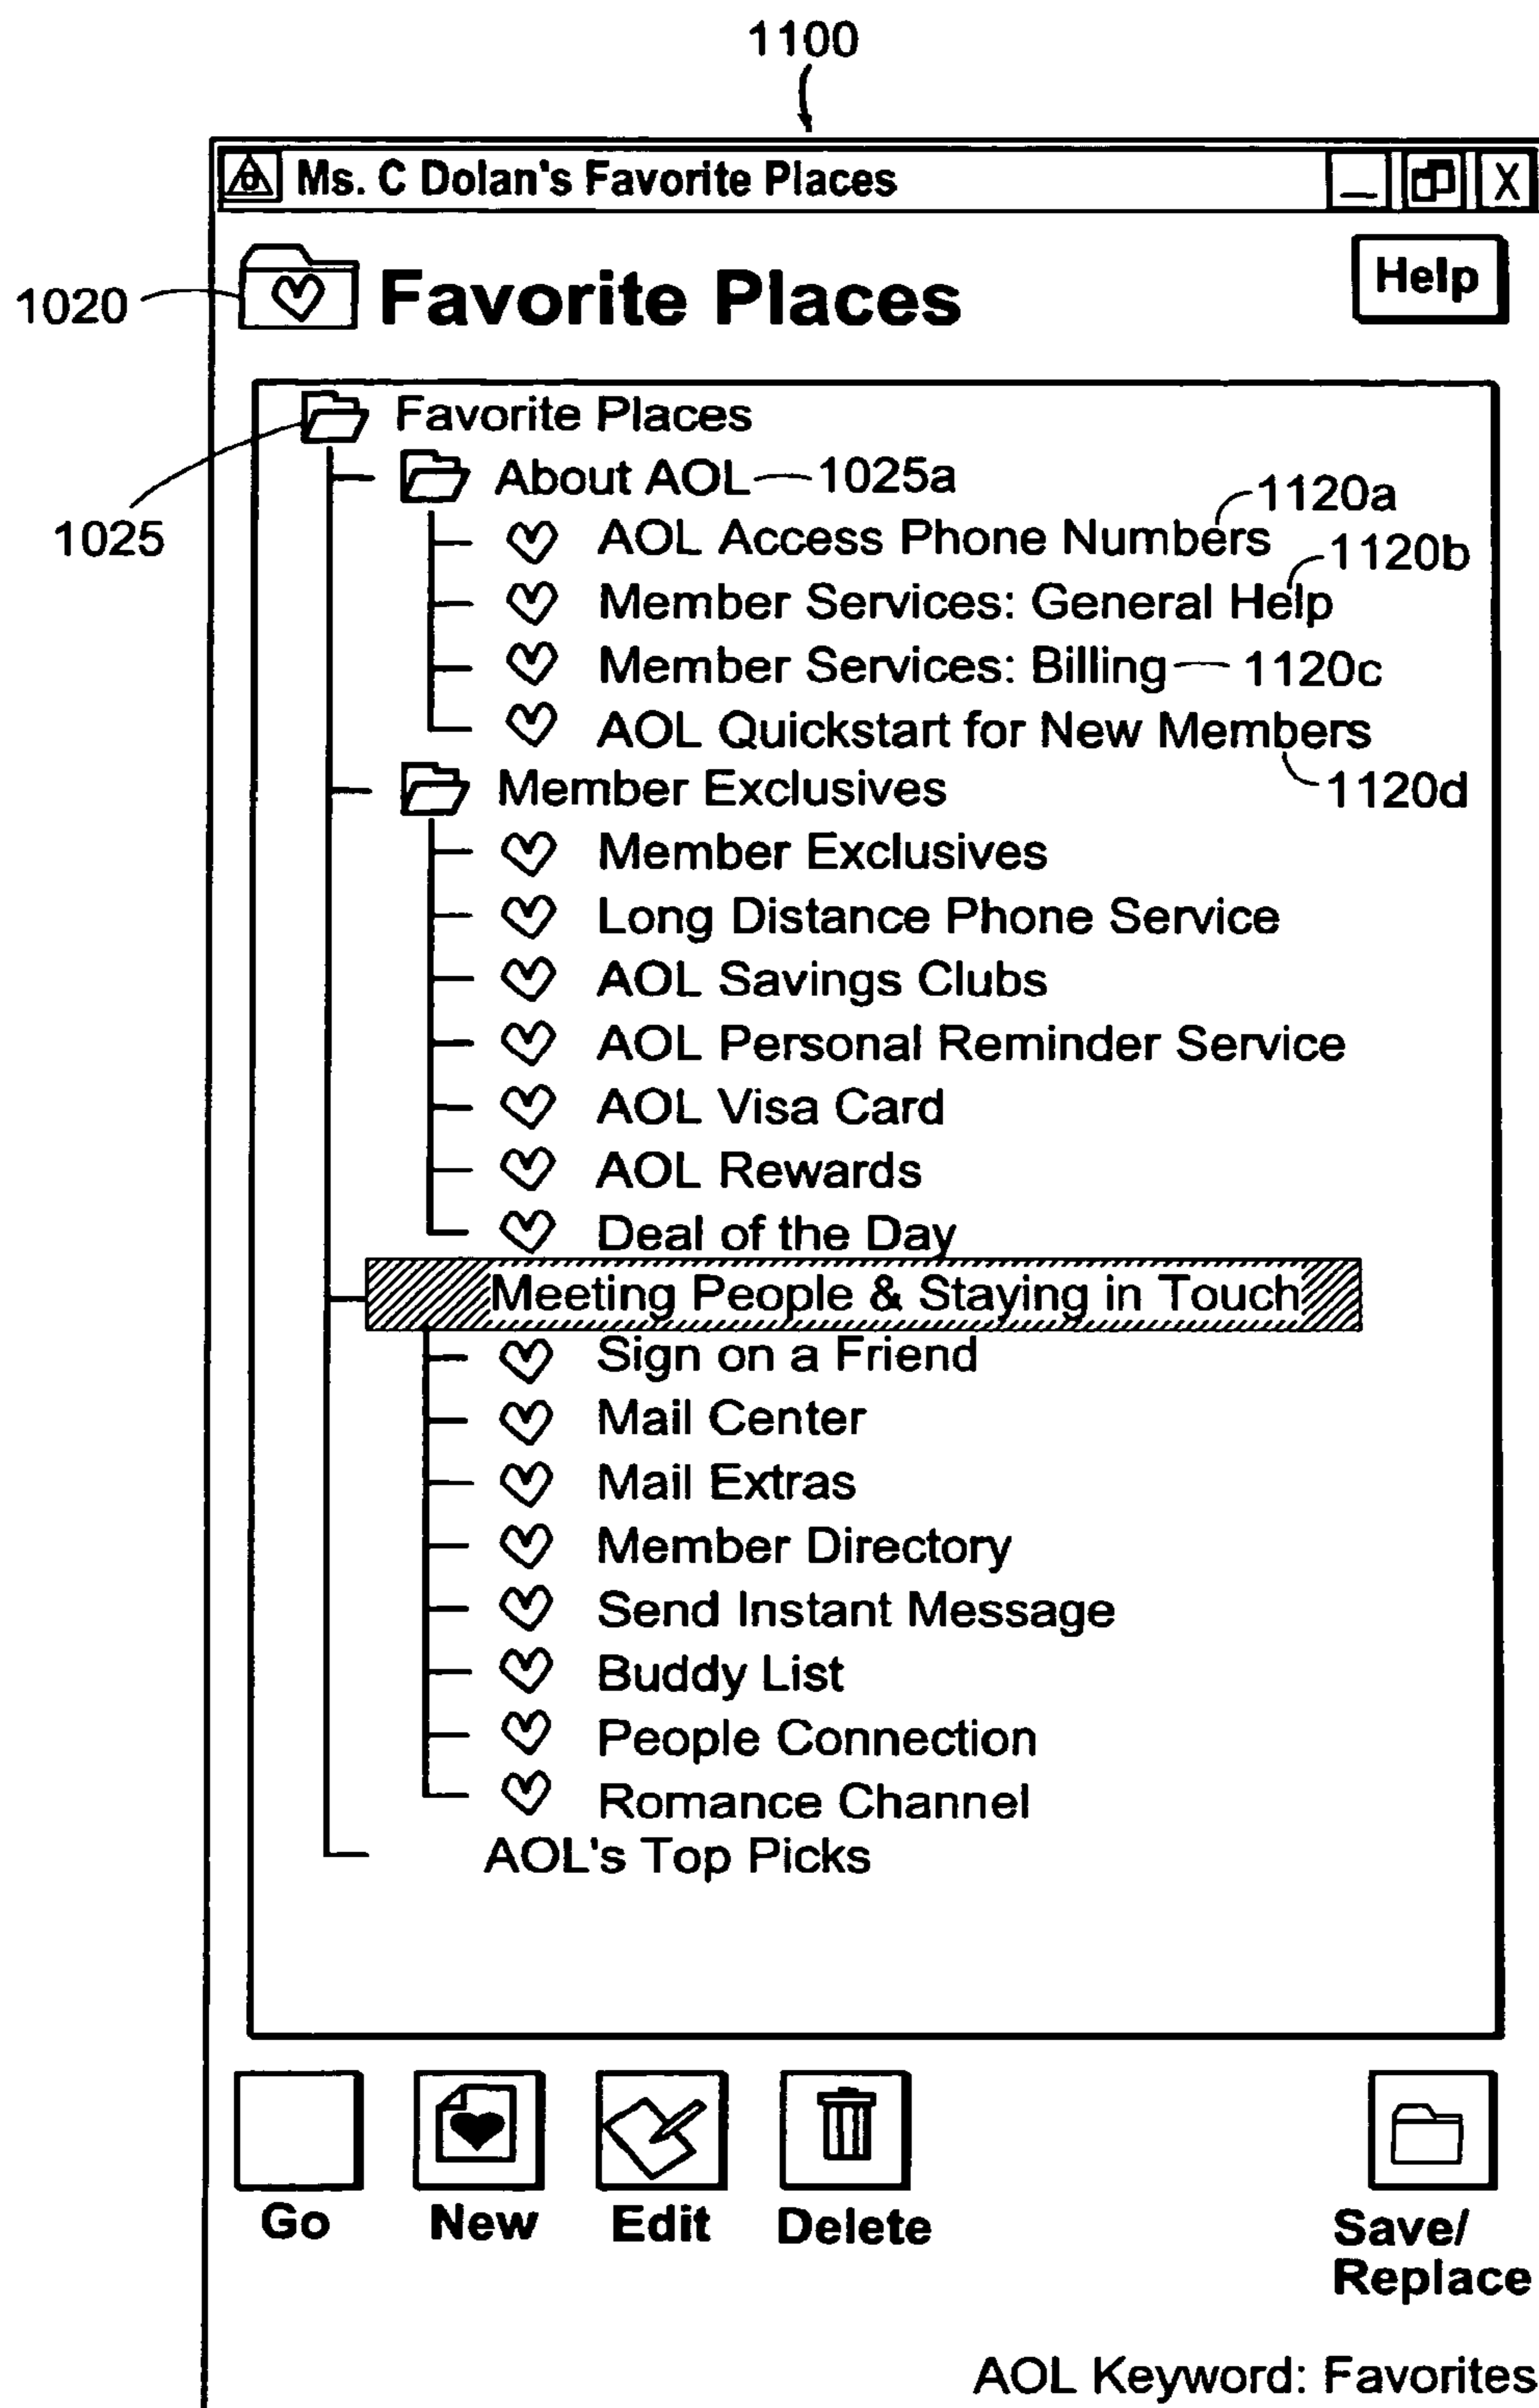 1100
Ms. C Dolan's Favorite Places
X
1020
Favorite Places
Help
Favorite Places
About AOL
1025a
1120a
1025
AOL Access Phone Numbers
1120b
Member Services: General Help
Member Services: Billing
1120c
AOL Quickstart for New Members
1120d
Member Exclusives
Member Exclusives
Long Distance Phone Service
AOL Savings Clubs
AOL Personal Reminder Service
AOL Visa Card
AOL Rewards
Deal of the Day
Meeting People & Staying in Touch
Sign on a Friend
Mail Center
Mail Extras
Member Directory
Send Instant Message
Buddy List
People Connection
Romance Channel
AOL's Top Picks
Go
New
Edit
Delete
Save/
Replace
AOL Keyword: Favorites